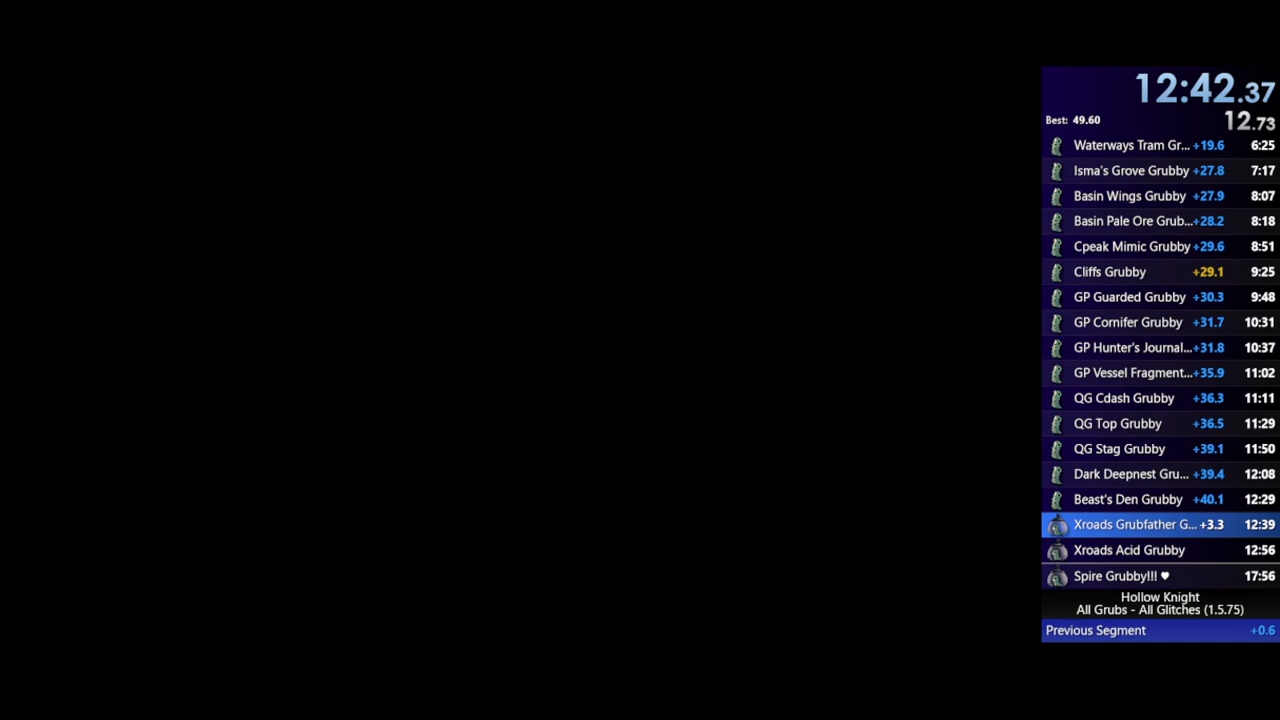 12:42.37
Best: 49.60 12.73
Waterways Tram Gr... +19.6 6:25
Isma's Grove Grubby +27.8 7:17
Basin Wings Grubby +27.9 8:07
Basin Pale Ore Grub... +28.2 8:18
Cpeak Mimic Grubby +29.6 8:51
Cliffs Grubby +29.1 9:25
GP Guarded Grubby +30.3 9:48
GP Cornifer Grubby +31.7 10:31
GP Hunter's Journal... +31.8 10:37
GP Vessel Fragment... +35.9 11:02
QG Cdash Grubby +36.3 11:11
QG Top Grubby +36.5 11:29
QG Stag Grubby +39.1 11:50
Dark Deepnest Gru... +39.4 12:08
Beast's Den Grubby +40.1 12:29
Xroads Grubfather G... +3.3 12:39
Xroads Acid Grubby 12:56
Spire Grubby!!! ♥ 17:56
Hollow Knight
All Grubs - All Glitches (1.5.75)
Previous Segment +0.6